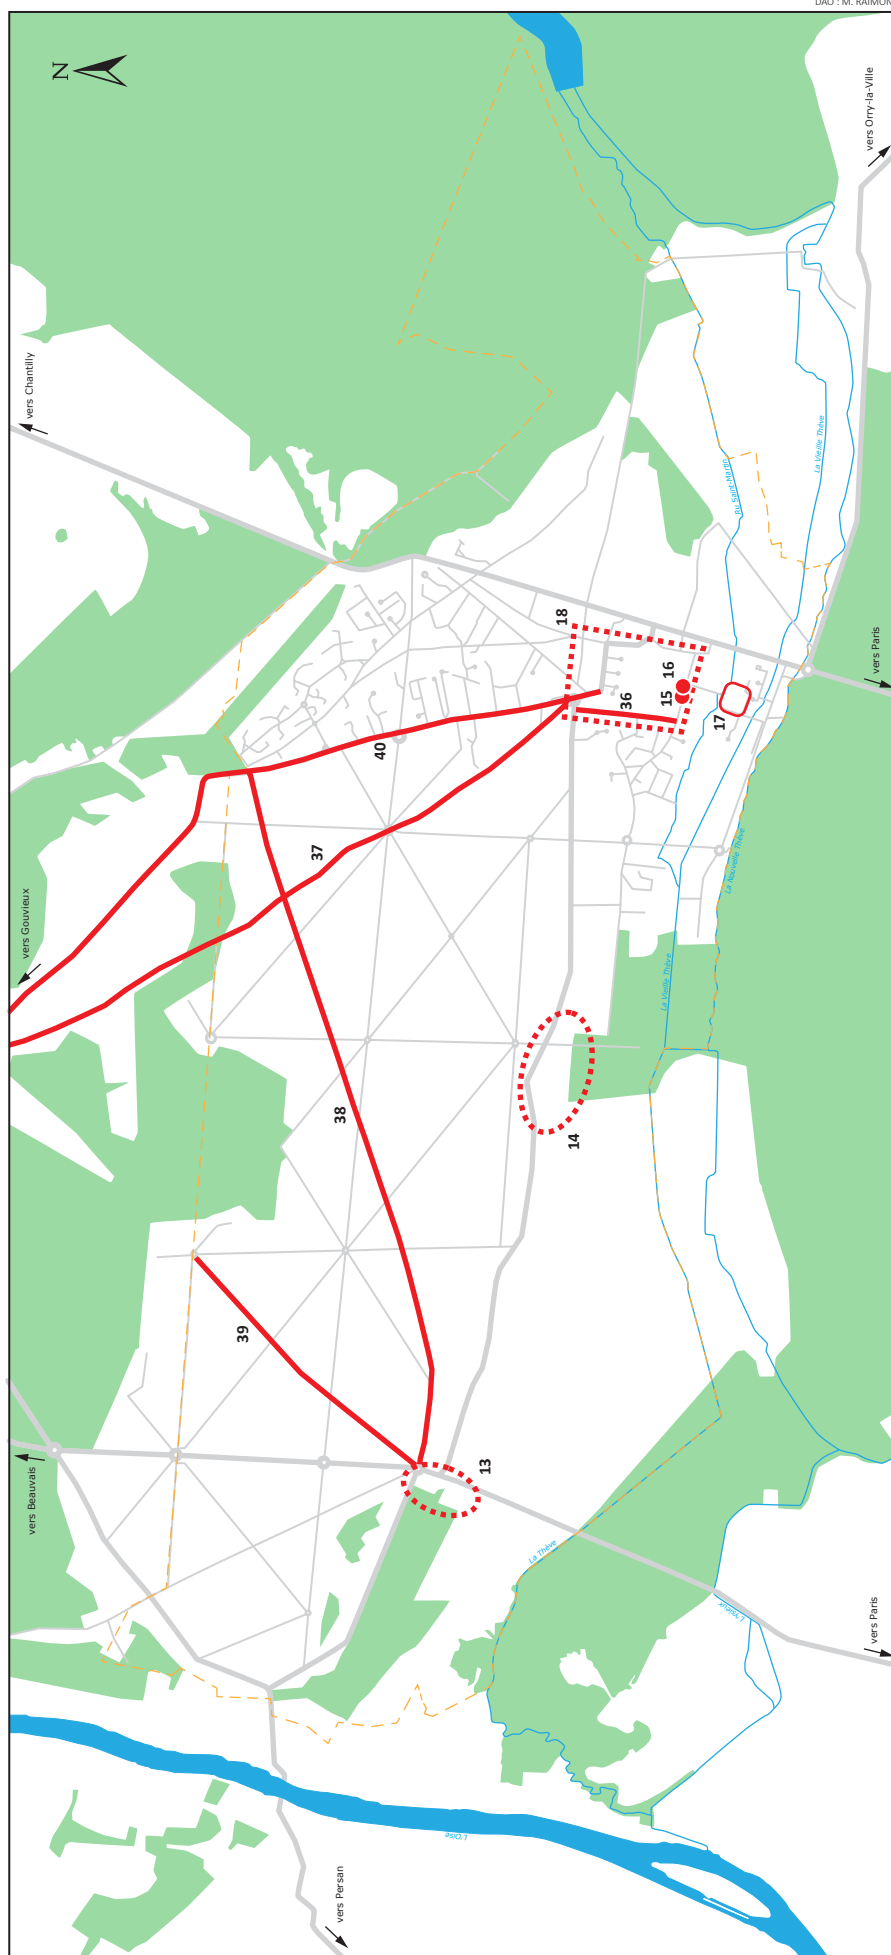 DAO : M. RAIMON
N
vers Orry-la-Ville
vers Chantilly
La Vieille Thève
Ru Saint-Martin
18
16
15
36
17
vers Paris
40
37
La Nouvelle Thève
vers Gouvieux
La Vieille Thève
38
14
39
13
vers Beauvais
La Thève
L'Ysieux
vers Paris
L'Oise
vers Persan